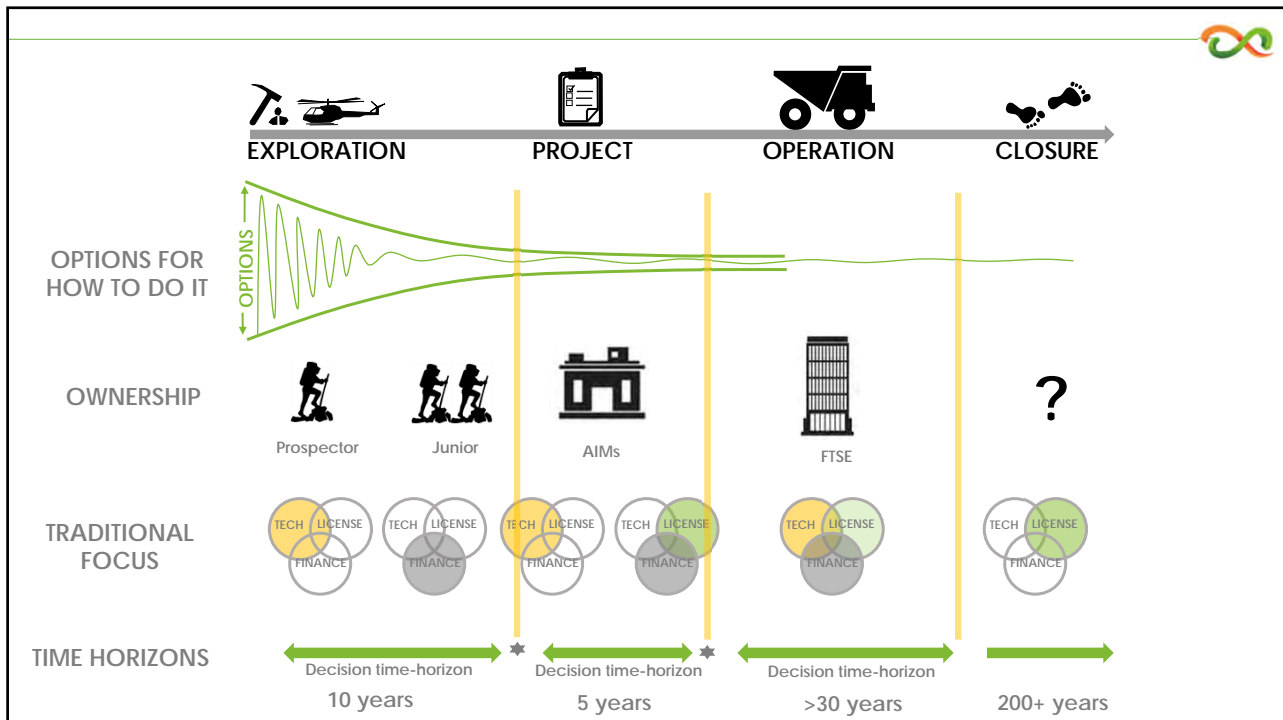 EXPLORATION PROJECT OPERATION CLOSURE
OPTIONS
OPTIONS FOR
HOW TO DO IT
OWNERSHIP
?
Prospector Junior AIMs FTSE
TRADITIONAL
FOCUS
TECH LICENSE TECH LICENSE TECH LICENSE TECH LICENSE TECH LICENSE TECH LICENSE
FINANCE FINANCE FINANCE FINANCE FINANCE FINANCE
TIME HORIZONS
Decision time-horizon Decision time-horizon Decision time-horizon
10 years 5 years >30 years 200+ years